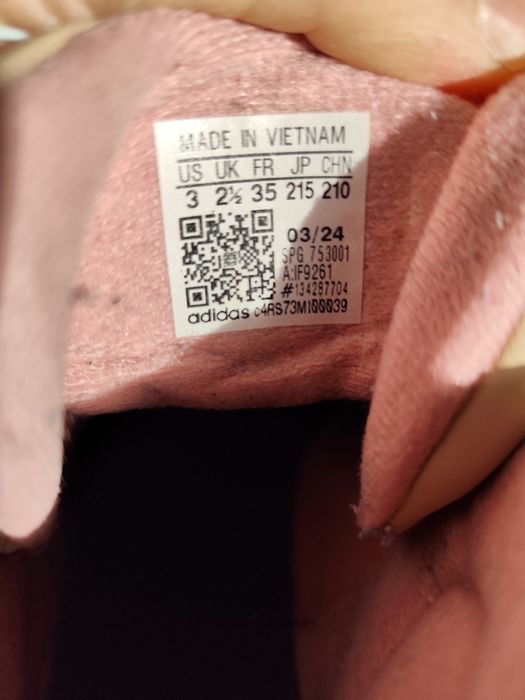 MADE IN VIETNAM
US UK FR JP CHN
3 2½ 35 215 210
03/24
SPG 753001
A:IF9261
#134287704
adidas c4RS73M100039